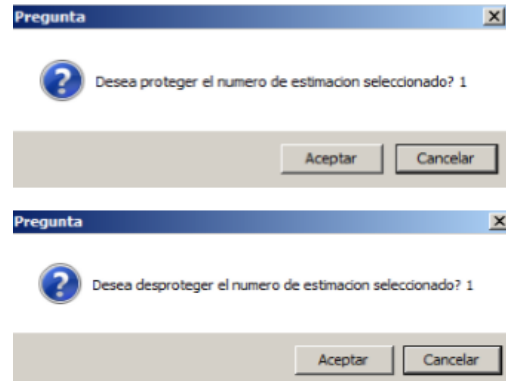 Pregunta
Desea proteger el numero de estimacion seleccionado? 1
Aceptar Cancelar
Pregunta
Desea desproteger el numero de estimacion seleccionado? 1
Aceptar Cancelar